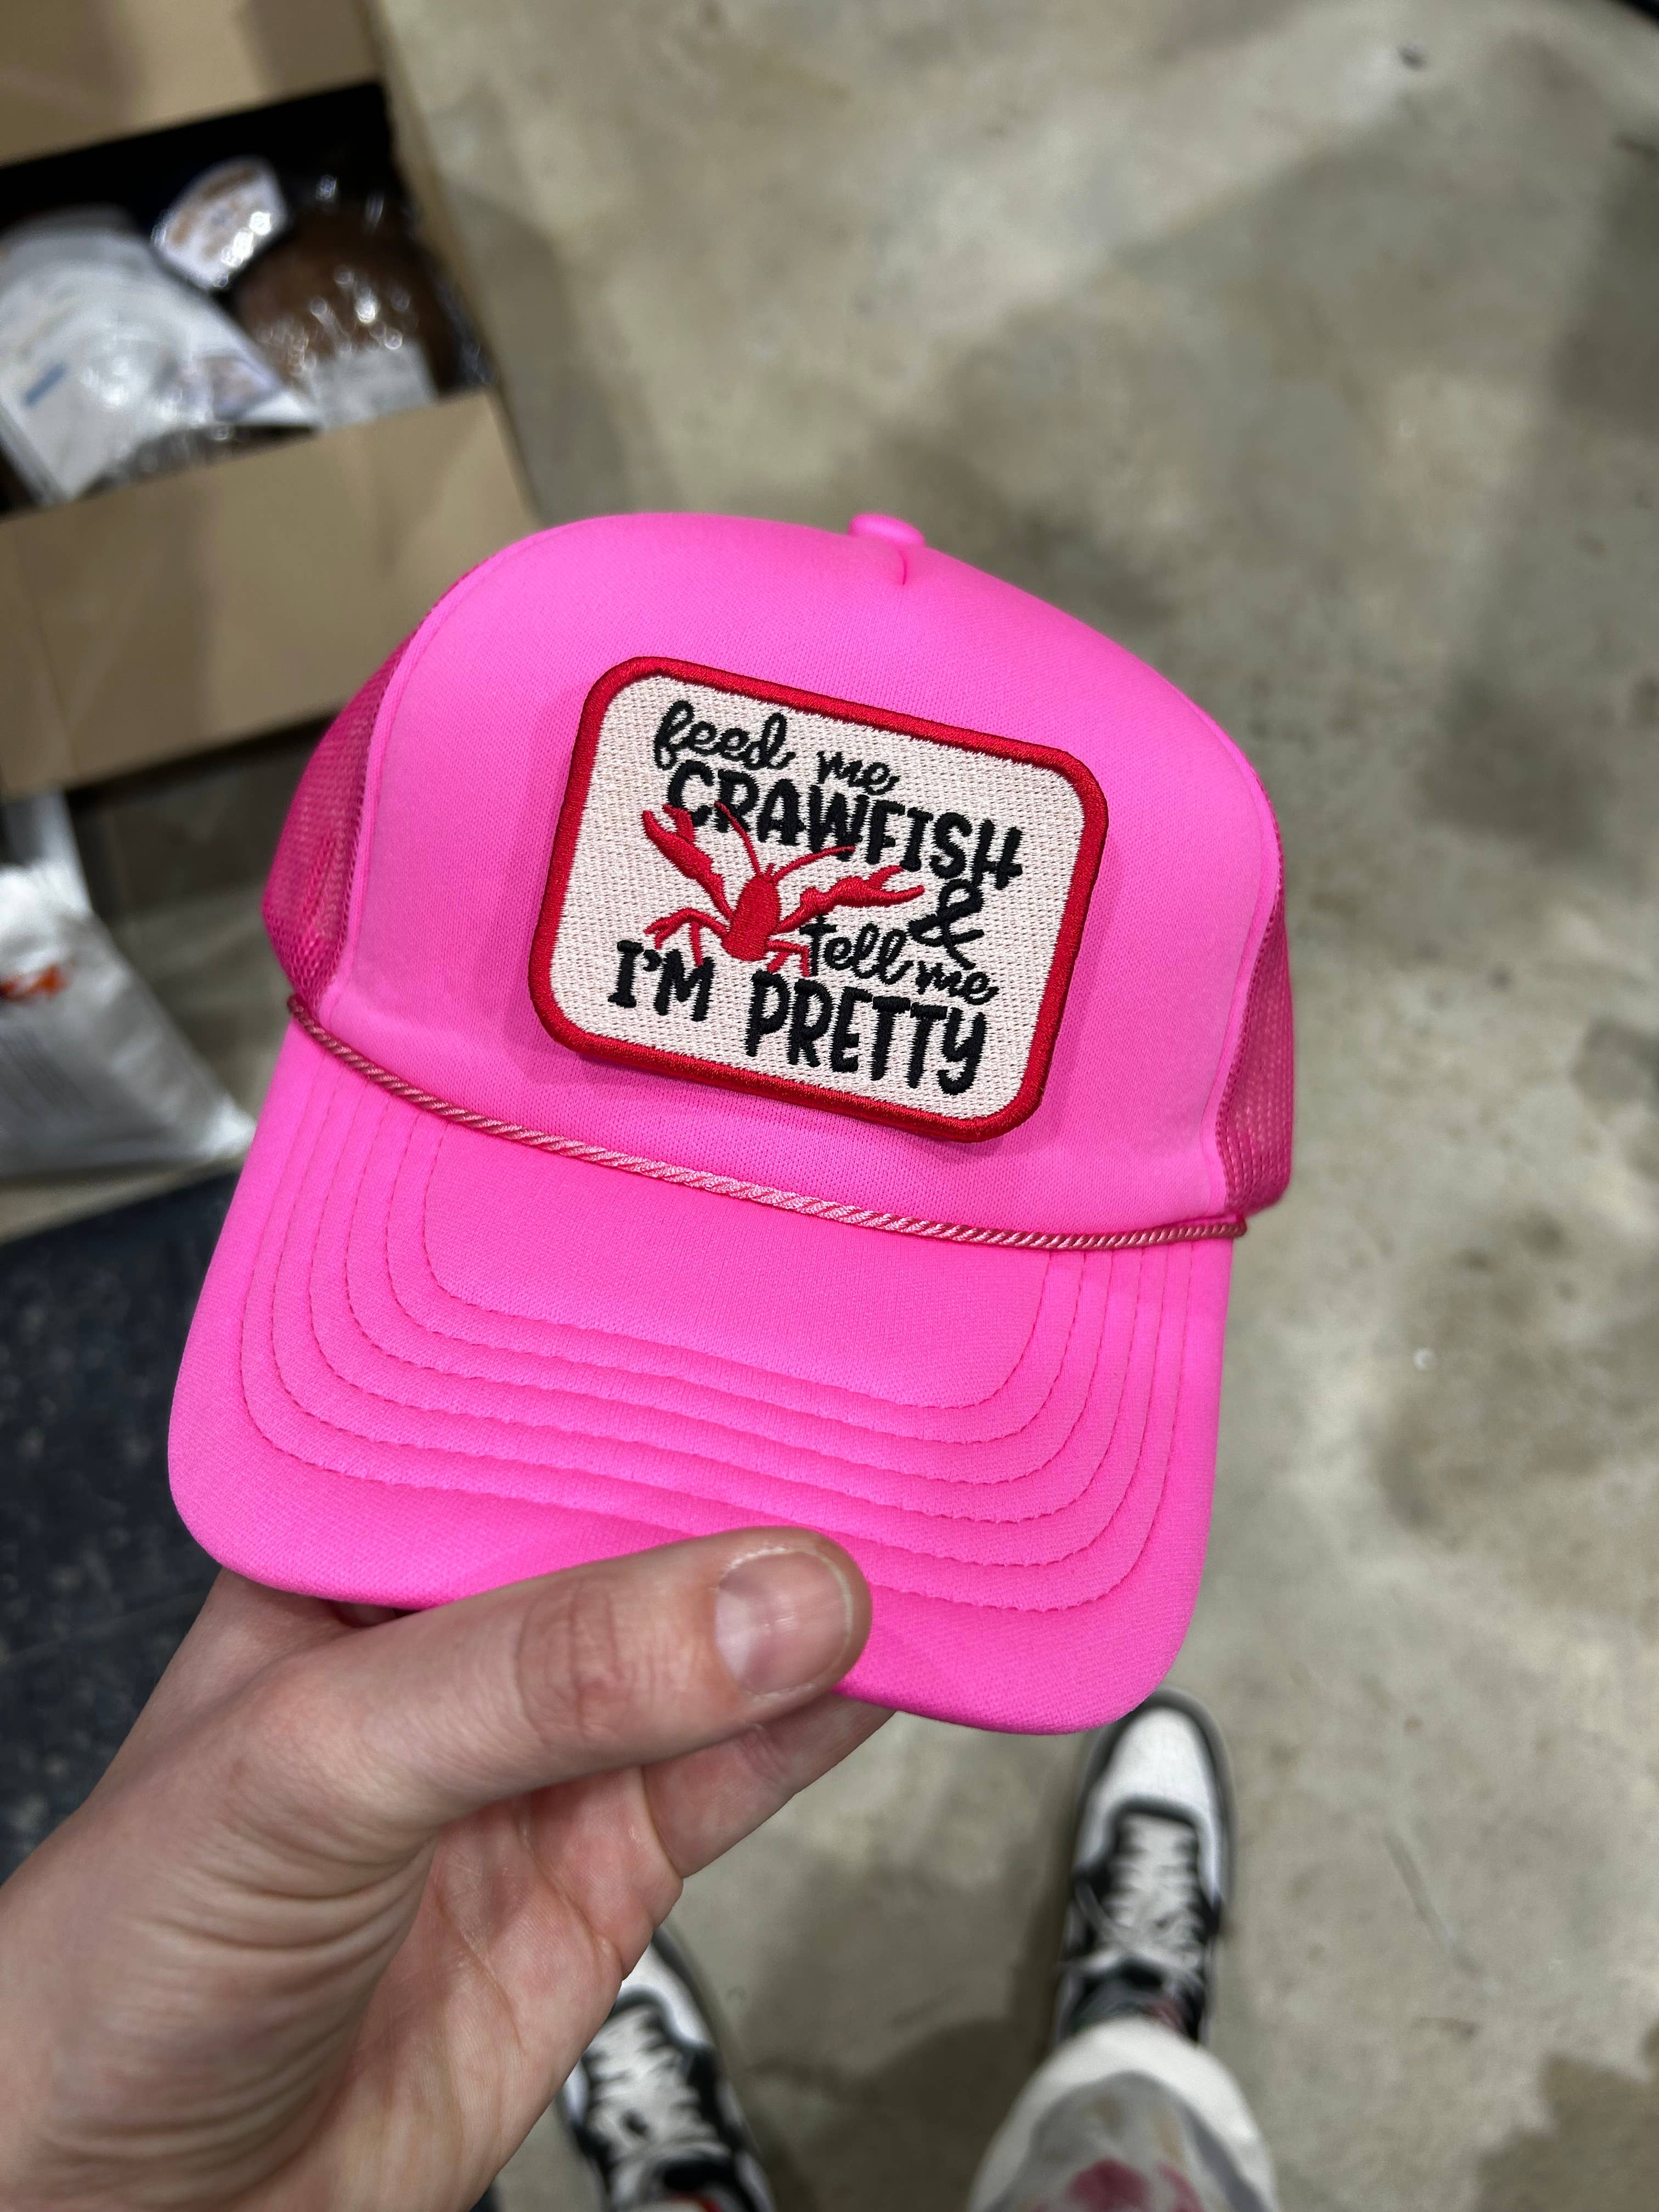 feed me
CRAWFISH
&
tell me
I'M PRETTY